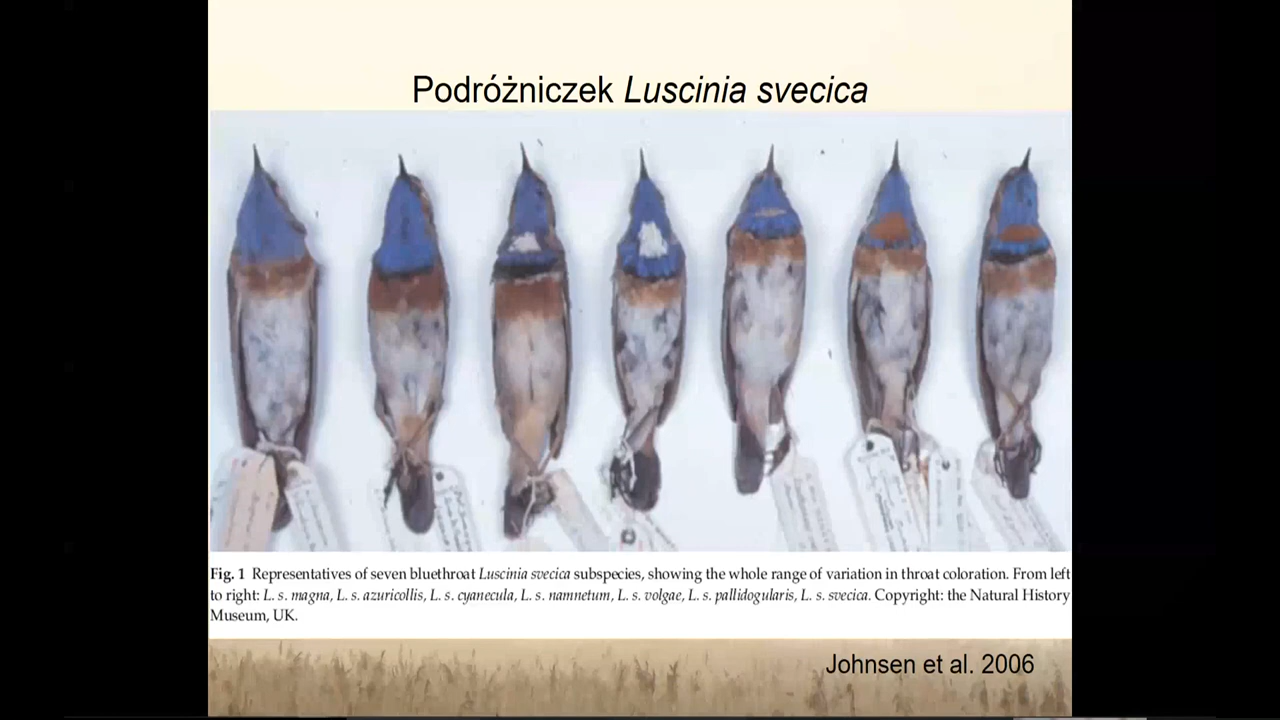 Podróżniczek Luscinia svecica
Fig. 1 Representatives of seven bluethroat Luscinia svecica subspecies, showing the whole range of variation in throat coloration. From left
to right: L. s. magna, L. s. azuricollis, L. s. cyanecula, L. s. namnetum, L. s. volgae, L. s. pallidogularis, L. s. svecica. Copyright: the Natural History
Museum, UK.
Johnsen et al. 2006